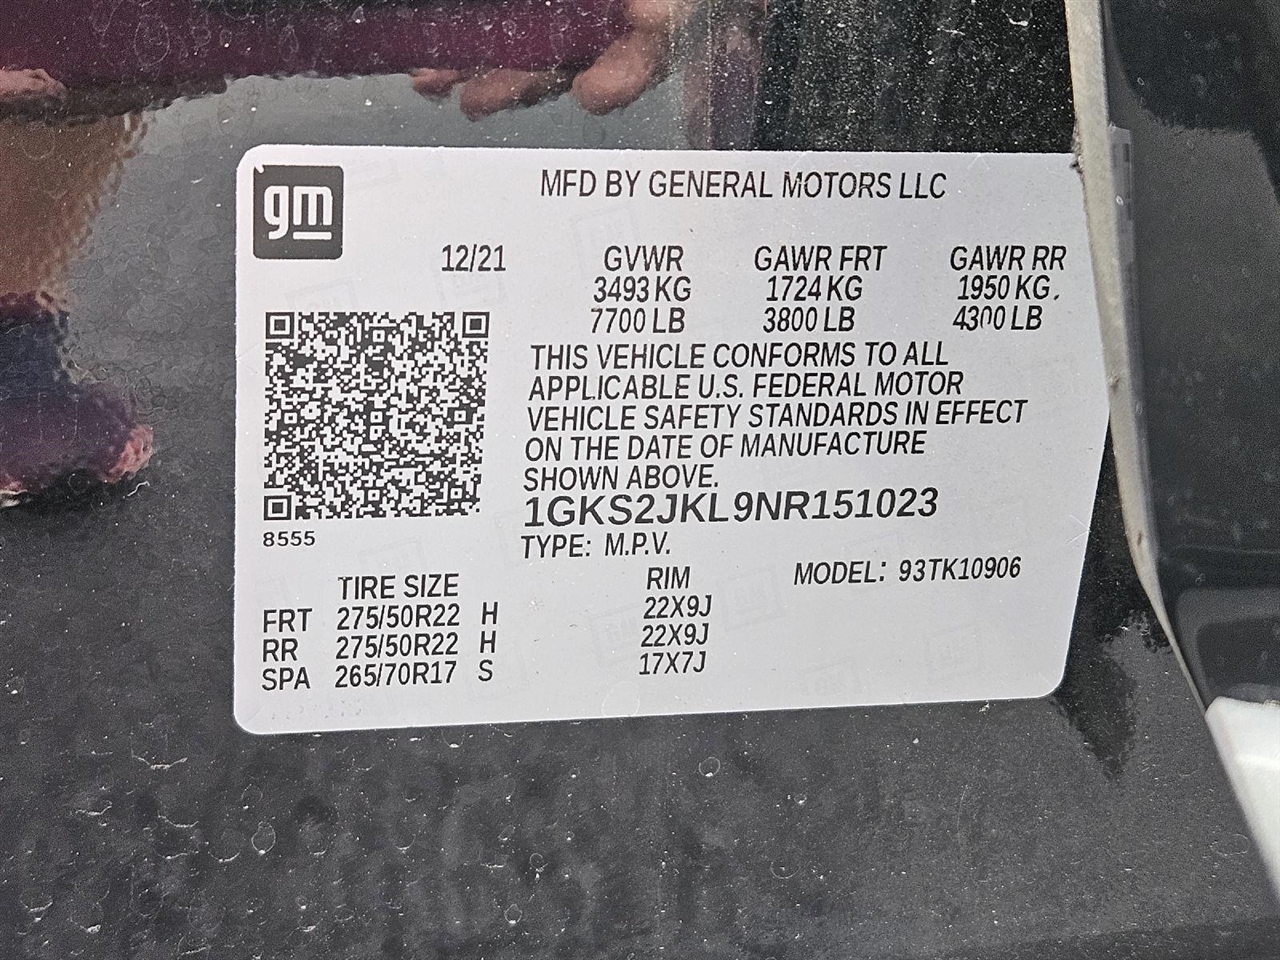 gm
MFD BY GENERAL MOTORS LLC
12/21 GVWR GAWR FRT GAWR RR
3493 KG 1724 KG 1950 KG.
7700 LB 3800 LB 4300 LB
THIS VEHICLE CONFORMS TO ALL
APPLICABLE U.S. FEDERAL MOTOR
VEHICLE SAFETY STANDARDS IN EFFECT
ON THE DATE OF MANUFACTURE
SHOWN ABOVE.
1GKS2JKL9NR151023
8555
TYPE: M.P.V.
MODEL: 93TK10906
TIRE SIZE RIM
FRT 275/50R22 H 22X9J
RR 275/50R22 H 22X9J
SPA 265/70R17 S 17X7J